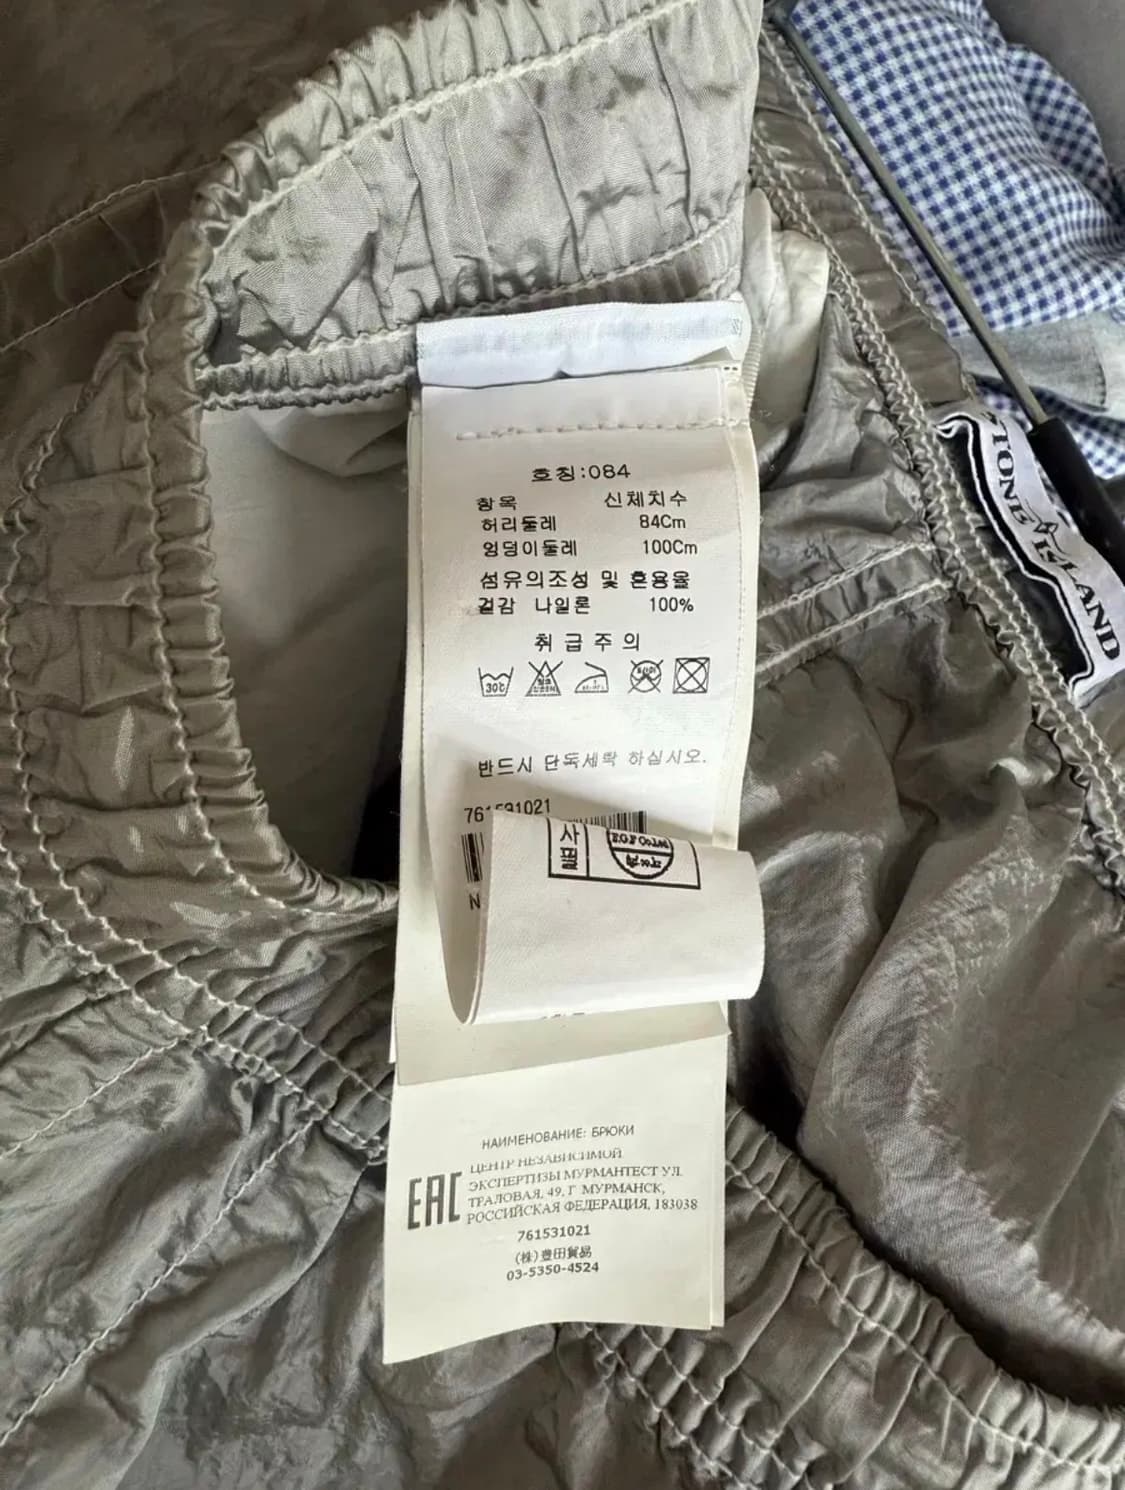 호칭:084
항목 신체치수
허리둘레 84Cm
엉덩이둘레 100Cm
섬유의조성 및 혼용율
겉감 나일론 100%
취급주의
30℃
반드시 단독세탁 하십시오.
761531021
N
사
필
НАИМЕНОВАНИЕ: БРЮКИ
EAC
ЦЕНТР НЕЗАВИСИМОЙ
ЭКСПЕРТИЗЫ МУРМАНТЕСТ УЛ.
ТРАЛОВАЯ, 49, Г МУРМАНСК,
РОССИЙСКАЯ ФЕДЕРАЦИЯ, 183038
761531021
(株)豊田貿易
03-5350-4524
STONE ISLAND